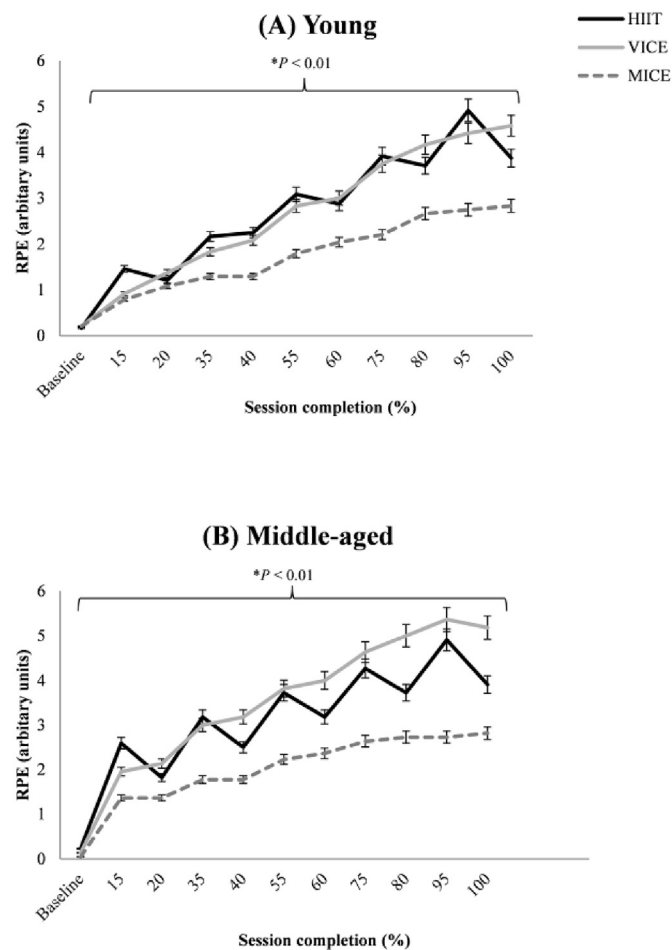 (A) Young
HIIT
VICE
MICE
*P < 0.01
6
5
4
3
2
1
0
RPE (arbitary units)
Baseline
15
20
35
40
55
60
75
80
95
100
Session completion (%)
(B) Middle-aged
*P < 0.01
6
5
4
3
2
1
0
RPE (arbitary units)
Baseline
15
20
35
40
55
60
75
80
95
100
Session completion (%)